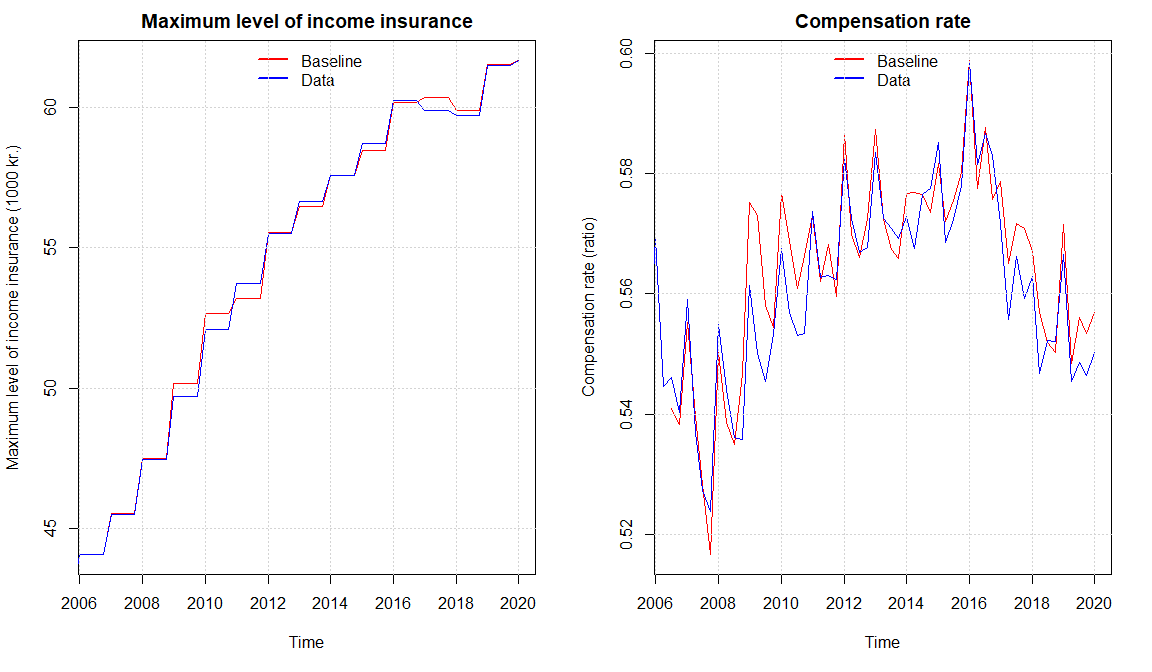 Maximum level of income insurance
Maximum level of income insurance (1000 kr.)
60
55
50
45
Baseline
Data
2006 2008 2010 2012 2014 2016 2018 2020
Time
Compensation rate
Compensation rate (ratio)
0.60
0.58
0.56
0.54
0.52
Baseline
Data
2006 2008 2010 2012 2014 2016 2018 2020
Time